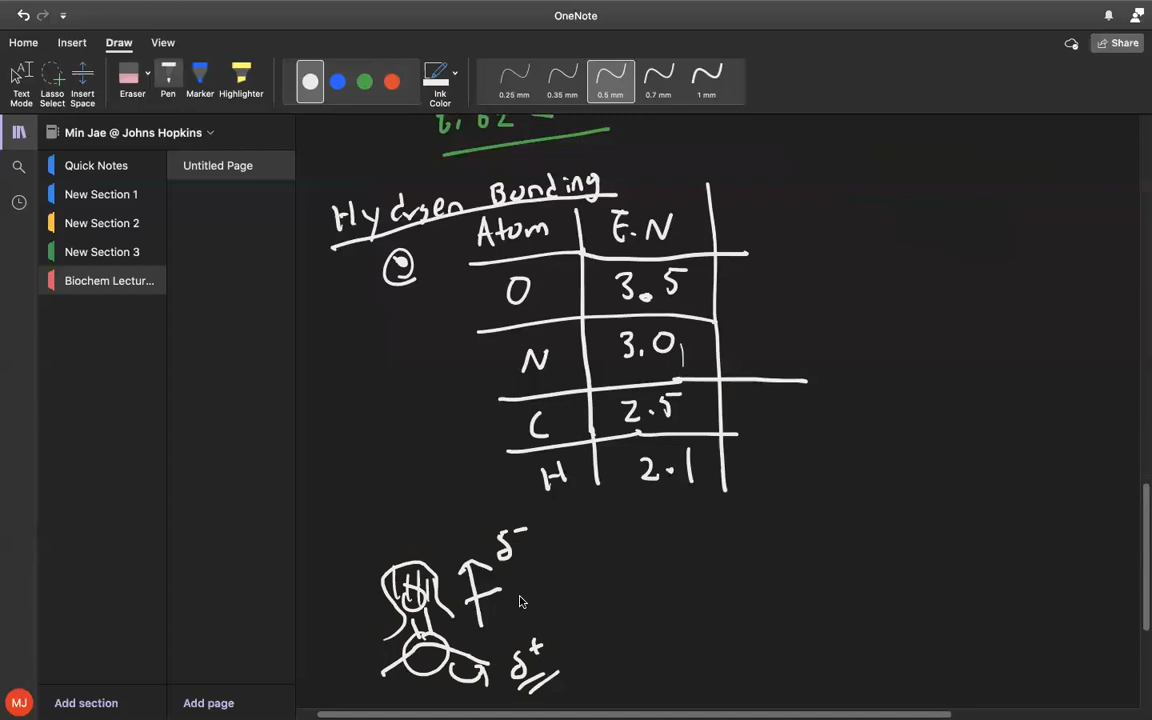 OneNote
Home Insert Draw View
Share
Text Mode
Lasso Select
Insert Space
Eraser
Pen
Marker
Highlighter
Ink Color
0.25 mm
0.35 mm
0.5 mm
0.7 mm
1 mm
Min Jae @ Johns Hopkins
Quick Notes
New Section 1
New Section 2
New Section 3
Biochem Lectur...
Untitled Page
Add section
Add page
MJ
6.02
Hydrgen Bonding
Atom E.N
O 3.5
N 3.0
C 2.5
H 2.1
δ-
δ+